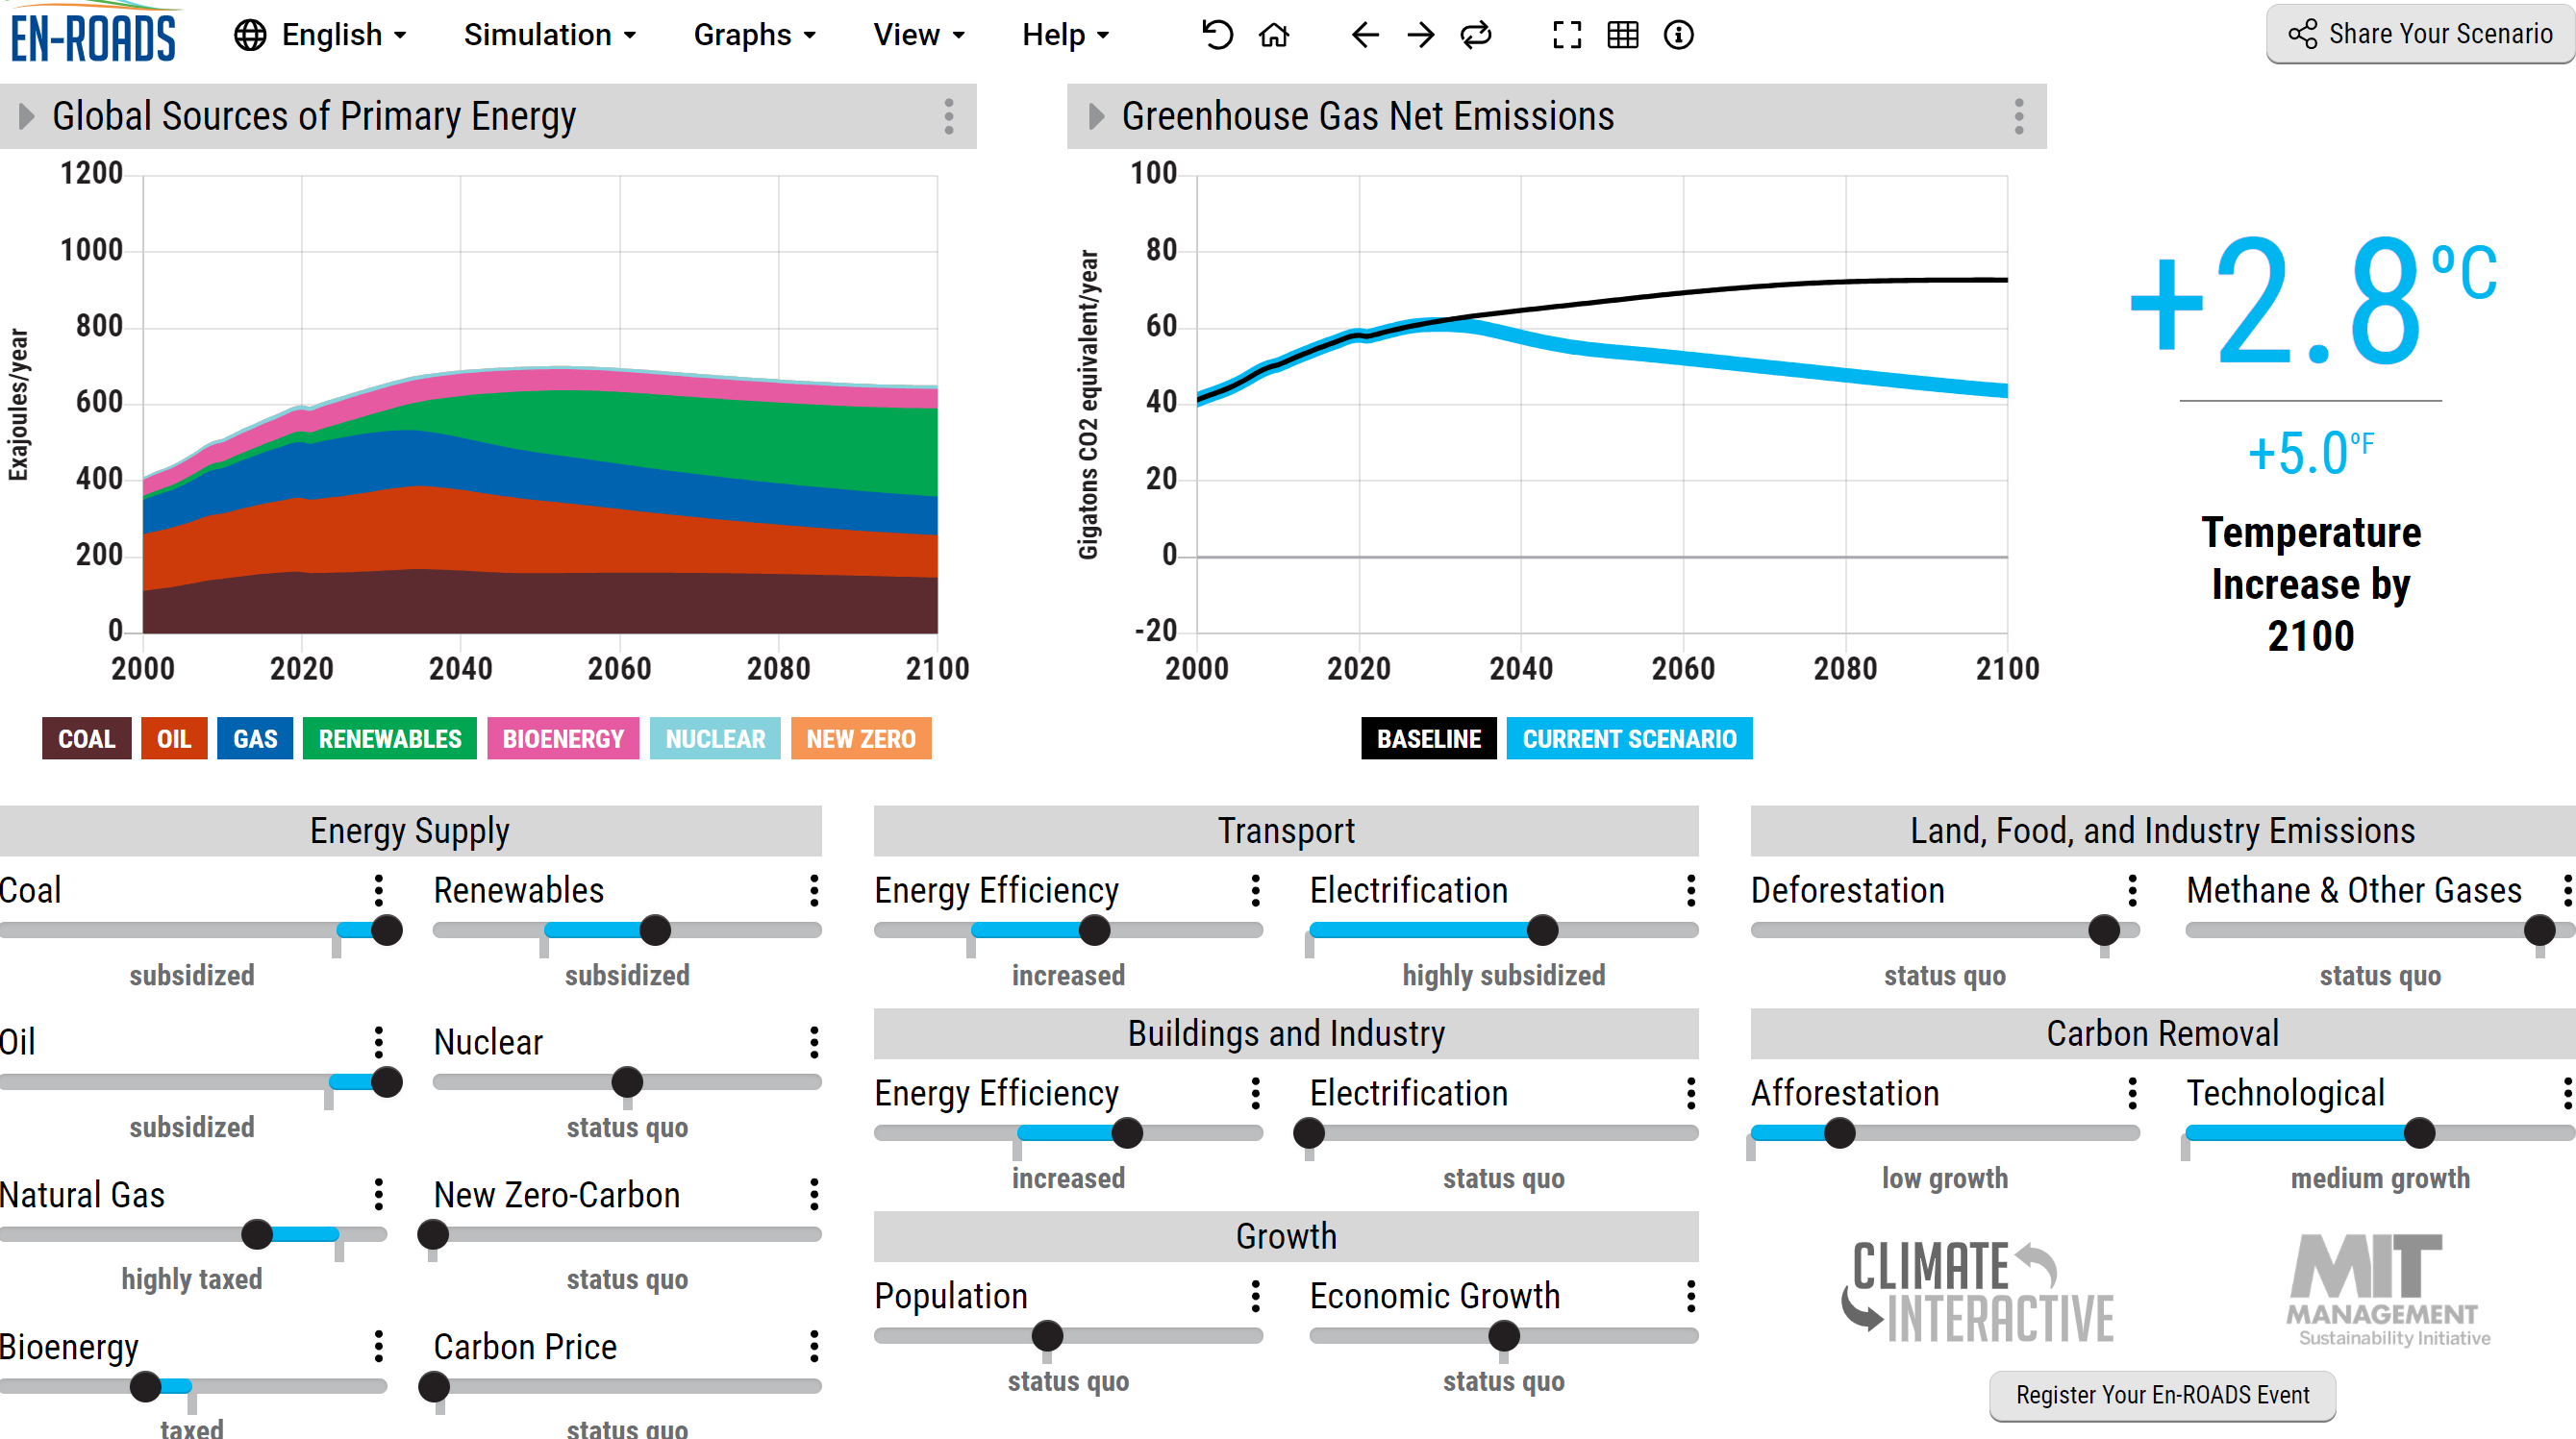 EN-ROADS
English
Simulation
Graphs
View
Help
Share Your Scenario
Global Sources of Primary Energy
Exajoules/year
1200
1000
800
600
400
200
0
2000 2020 2040 2060 2080 2100
COAL OIL GAS RENEWABLES BIOENERGY NUCLEAR NEW ZERO
Greenhouse Gas Net Emissions
Gigatons CO2 equivalent/year
100
80
60
40
20
0
-20
2000 2020 2040 2060 2080 2100
BASELINE CURRENT SCENARIO
+2.8ºC
+5.0ºF
Temperature
Increase by
2100
Energy Supply
Coal
subsidized
Renewables
subsidized
Oil
subsidized
Nuclear
status quo
Natural Gas
highly taxed
New Zero-Carbon
status quo
Bioenergy
taxed
Carbon Price
status quo
Transport
Energy Efficiency
increased
Electrification
highly subsidized
Buildings and Industry
Energy Efficiency
increased
Electrification
status quo
Growth
Population
status quo
Economic Growth
status quo
Land, Food, and Industry Emissions
Deforestation
status quo
Methane & Other Gases
status quo
Carbon Removal
Afforestation
low growth
Technological
medium growth
CLIMATE
INTERACTIVE
MIT
MANAGEMENT
Sustainability Initiative
Register Your En-ROADS Event